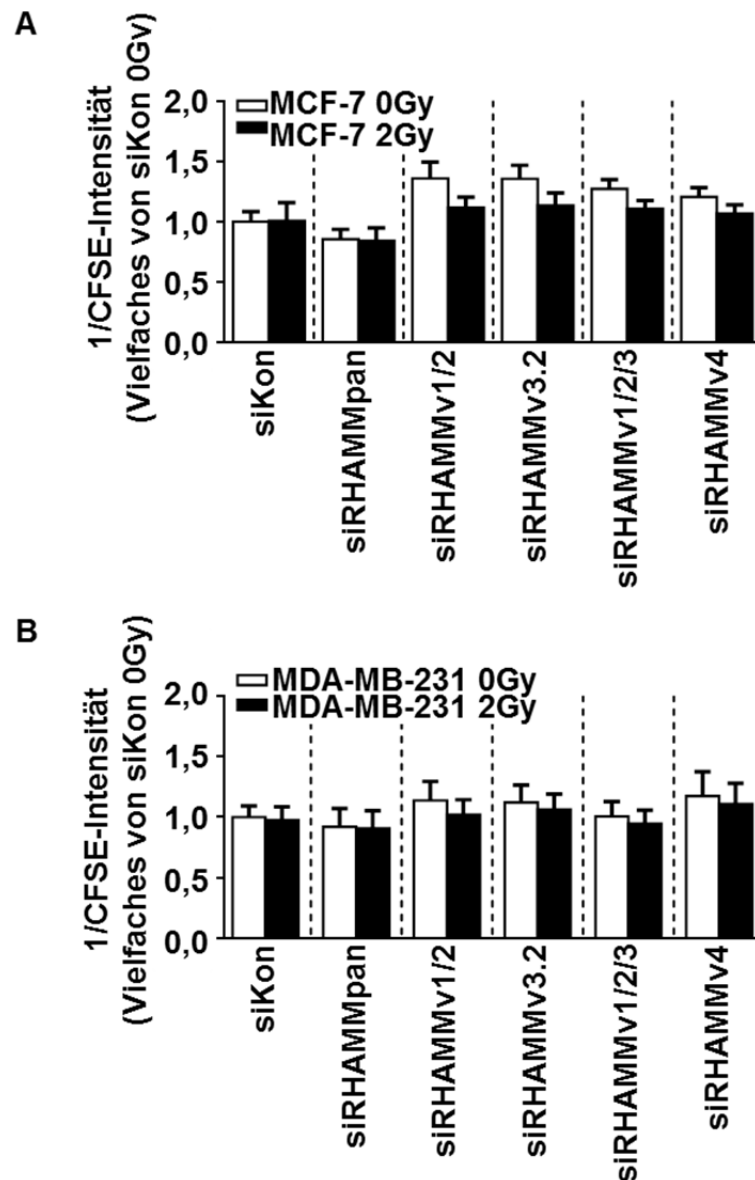 A
1/CFSE-Intensität
(Vielfaches von siKon 0Gy)
2,0
1,5
1,0
0,5
0,0
MCF-7 0Gy
MCF-7 2Gy
siKon
siRHAMMpan
siRHAMMv1/2
siRHAMMv3.2
siRHAMMv1/2/3
siRHAMMv4
B
1/CFSE-Intensität
(Vielfaches von siKon 0Gy)
2,0
1,5
1,0
0,5
0,0
MDA-MB-231 0Gy
MDA-MB-231 2Gy
siKon
siRHAMMpan
siRHAMMv1/2
siRHAMMv3.2
siRHAMMv1/2/3
siRHAMMv4